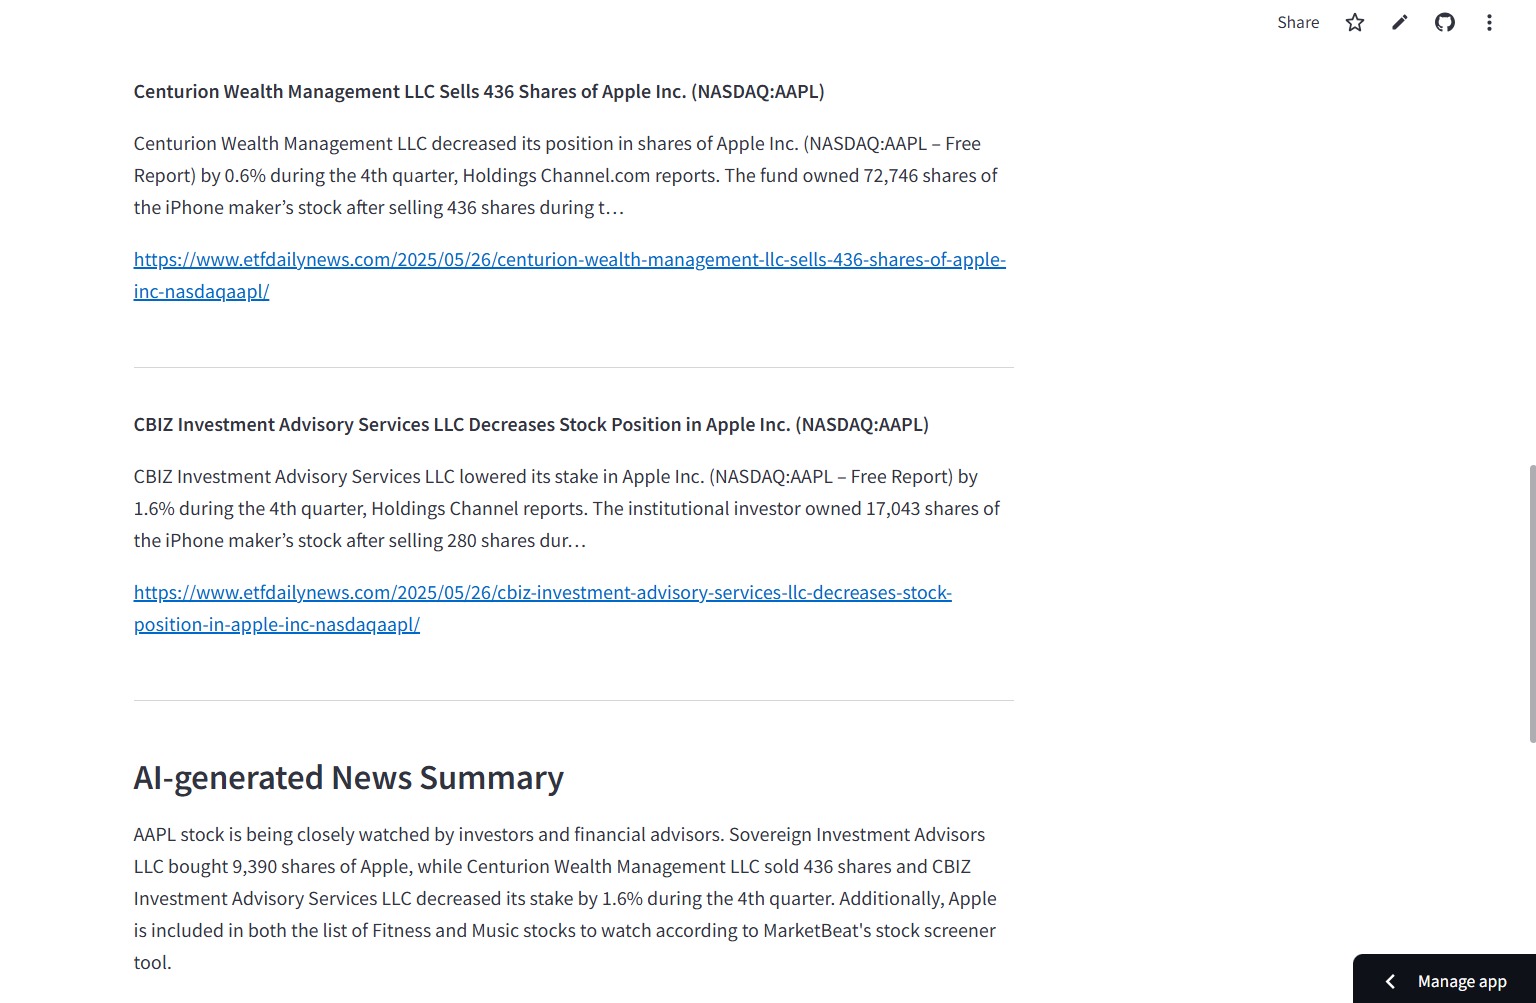 Share
Centurion Wealth Management LLC Sells 436 Shares of Apple Inc. (NASDAQ:AAPL)
Centurion Wealth Management LLC decreased its position in shares of Apple Inc. (NASDAQ:AAPL – Free
Report) by 0.6% during the 4th quarter, Holdings Channel.com reports. The fund owned 72,746 shares of
the iPhone maker’s stock after selling 436 shares during t…
https://www.etfdailynews.com/2025/05/26/centurion-wealth-management-llc-sells-436-shares-of-apple-
inc-nasdaqaapl/
CBIZ Investment Advisory Services LLC Decreases Stock Position in Apple Inc. (NASDAQ:AAPL)
CBIZ Investment Advisory Services LLC lowered its stake in Apple Inc. (NASDAQ:AAPL – Free Report) by
1.6% during the 4th quarter, Holdings Channel reports. The institutional investor owned 17,043 shares of
the iPhone maker’s stock after selling 280 shares dur…
https://www.etfdailynews.com/2025/05/26/cbiz-investment-advisory-services-llc-decreases-stock-
position-in-apple-inc-nasdaqaapl/
AI-generated News Summary
AAPL stock is being closely watched by investors and financial advisors. Sovereign Investment Advisors
LLC bought 9,390 shares of Apple, while Centurion Wealth Management LLC sold 436 shares and CBIZ
Investment Advisory Services LLC decreased its stake by 1.6% during the 4th quarter. Additionally, Apple
is included in both the list of Fitness and Music stocks to watch according to MarketBeat's stock screener
tool.
Manage app